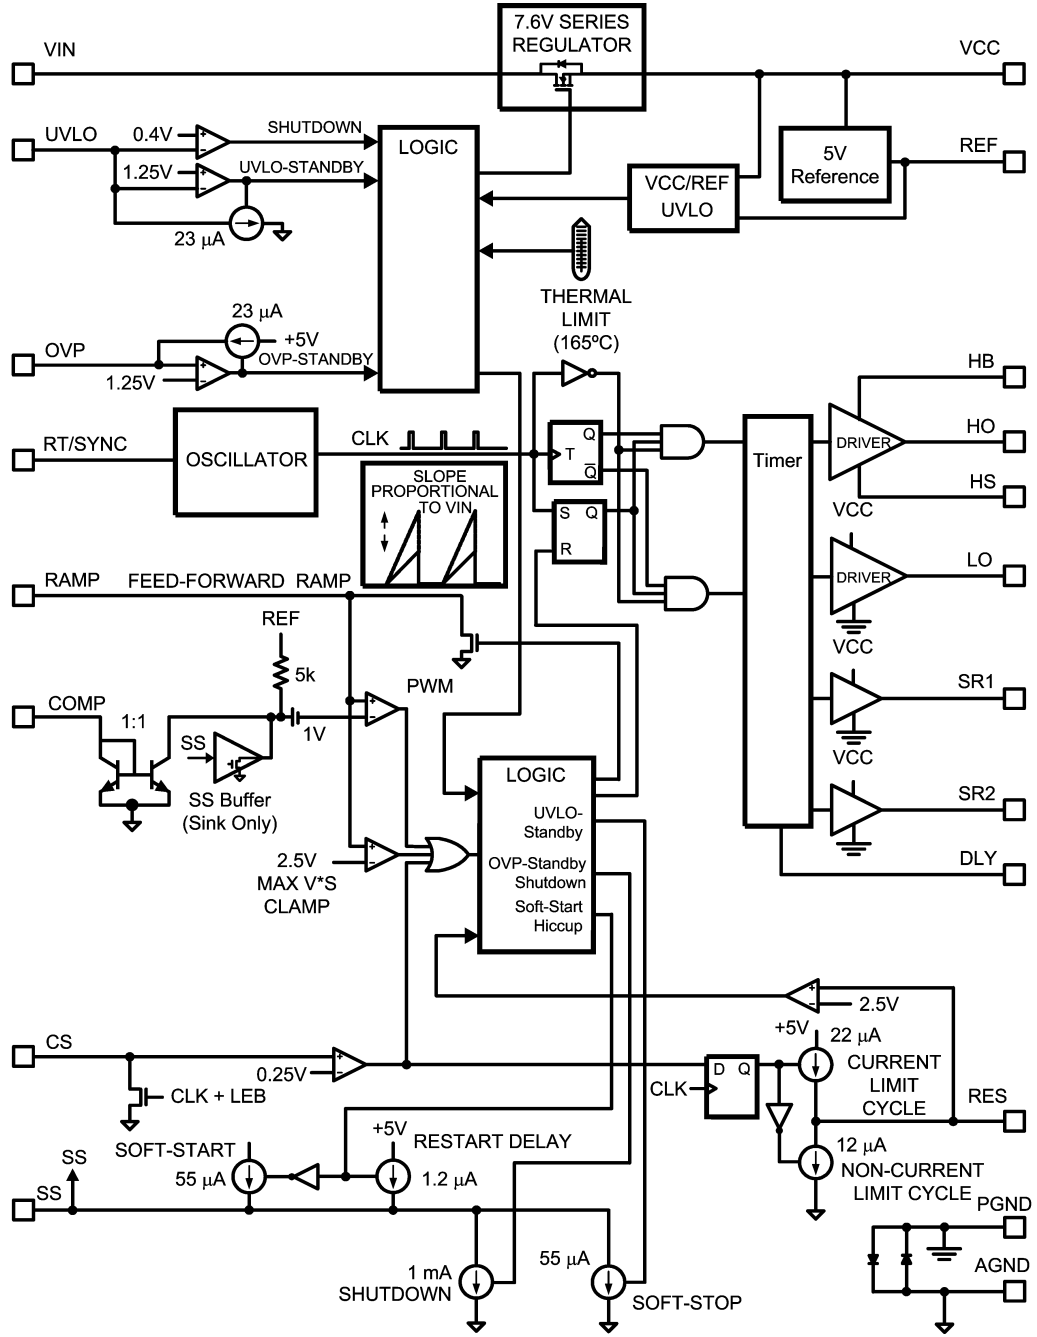 7.6V SERIES
REGULATOR
VIN
VCC
UVLO
0.4V
+
−
SHUTDOWN
LOGIC
5V
Reference
REF
1.25V
+
−
UVLO-STANDBY
VCC/REF
UVLO
23 µA
THERMAL
LIMIT
(165ºC)
23 µA
+5V
OVP
+
−
OVP-STANDBY
1.25V
HB
RT/SYNC
OSCILLATOR
CLK
T
Q
Q̅
Timer
DRIVER
HO
HS
SLOPE
PROPORTIONAL
TO VIN
S
Q
R
VCC
DRIVER
LO
RAMP
FEED-FORWARD RAMP
REF
5k
VCC
PWM
COMP
1:1
1V
+
−
SR1
SS
SS Buffer
(Sink Only)
VCC
LOGIC
UVLO-
Standby
OVP-Standby
Shutdown
Soft-Start
Hiccup
SR2
2.5V
+
−
MAX V*S
CLAMP
DLY
+
−
2.5V
+5V
22 µA
CS
+
−
0.25V
D
Q
CLK
CURRENT
LIMIT
CYCLE
RES
CLK + LEB
+5V
RESTART DELAY
SOFT-START
55 µA
1.2 µA
12 µA
NON-CURRENT
LIMIT CYCLE
SS
SS
PGND
1 mA
SHUTDOWN
55 µA
SOFT-STOP
AGND